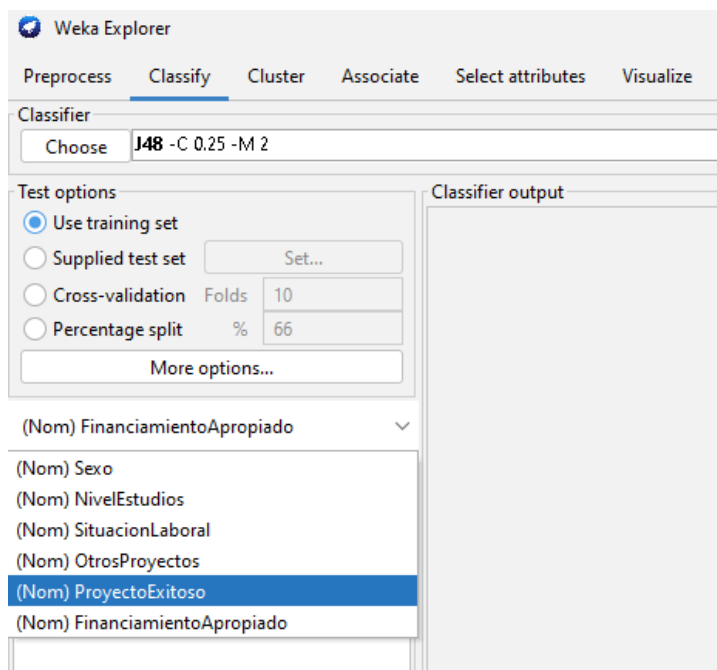 Weka Explorer
Preprocess Classify Cluster Associate Select attributes Visualize
Classifier
Choose J48 -C 0.25 -M 2
Test options
Use training set
Supplied test set Set...
Cross-validation Folds 10
Percentage split % 66
More options...
Classifier output
(Nom) FinanciamientoApropiado
(Nom) Sexo
(Nom) NivelEstudios
(Nom) SituacionLaboral
(Nom) OtrosProyectos
(Nom) ProyectoExitoso
(Nom) FinanciamientoApropiado